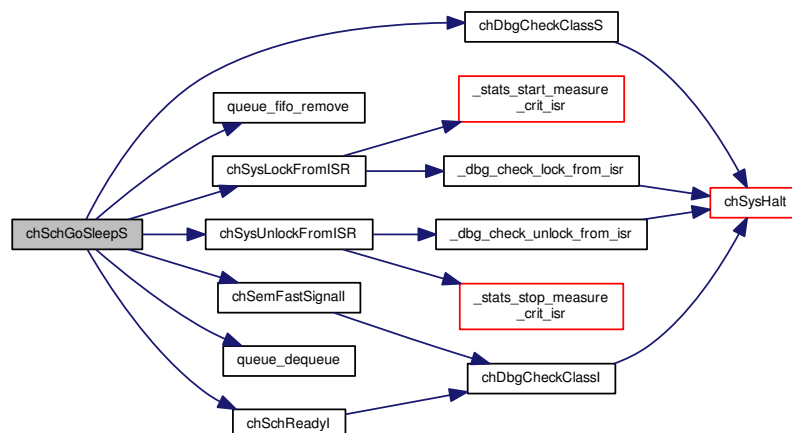 chDbgCheckClassS
_stats_start_measure
_crit_isr
queue_fifo_remove
chSysLockFromISR
_dbg_check_lock_from_isr
chSysHalt
chSchGoSleepS
chSysUnlockFromISR
_dbg_check_unlock_from_isr
chSemFastSignalI
_stats_stop_measure
_crit_isr
queue_dequeue
chDbgCheckClassI
chSchReadyI